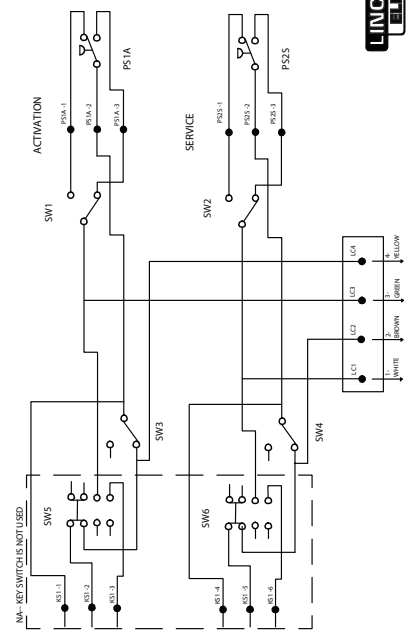 LINC
EL
ACTIVATION
PS1A
PS1A -1
PS1A -2
PS1A -3
SW1
SERVICE
PS2S
PS2S -1
PS2S -2
PS2S -3
SW2
SW3
SW4
LC4
LC3
LC2
LC1
4- YELLOW
3- GREEN
2- BROWN
1- WHITE
NA-- KEY SWITCH IS NOT USED
SW5
SW6
KS1 -1
KS1 -2
KS1 -3
KS1 -4
KS1 -5
KS1 -6